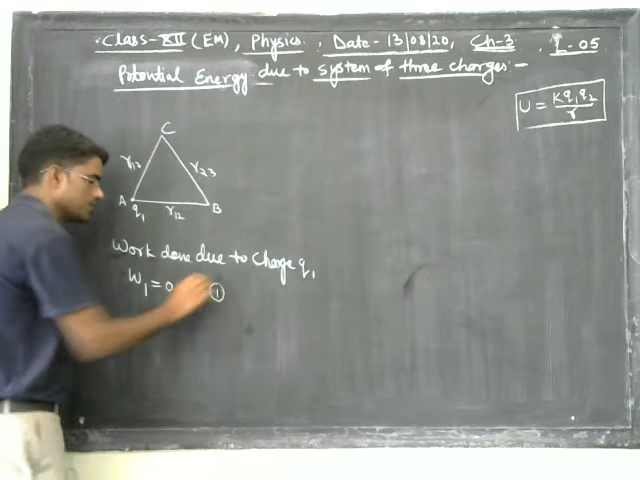 Class-XII (EM), Physics, Date-13/08/20, Ch-3, L-05
Potential Energy due to system of three charges:-
U = Kq1q2/r
C
r13
r23
A
q1
r12
B
Work done due to Charge q1
W1 = 0
①